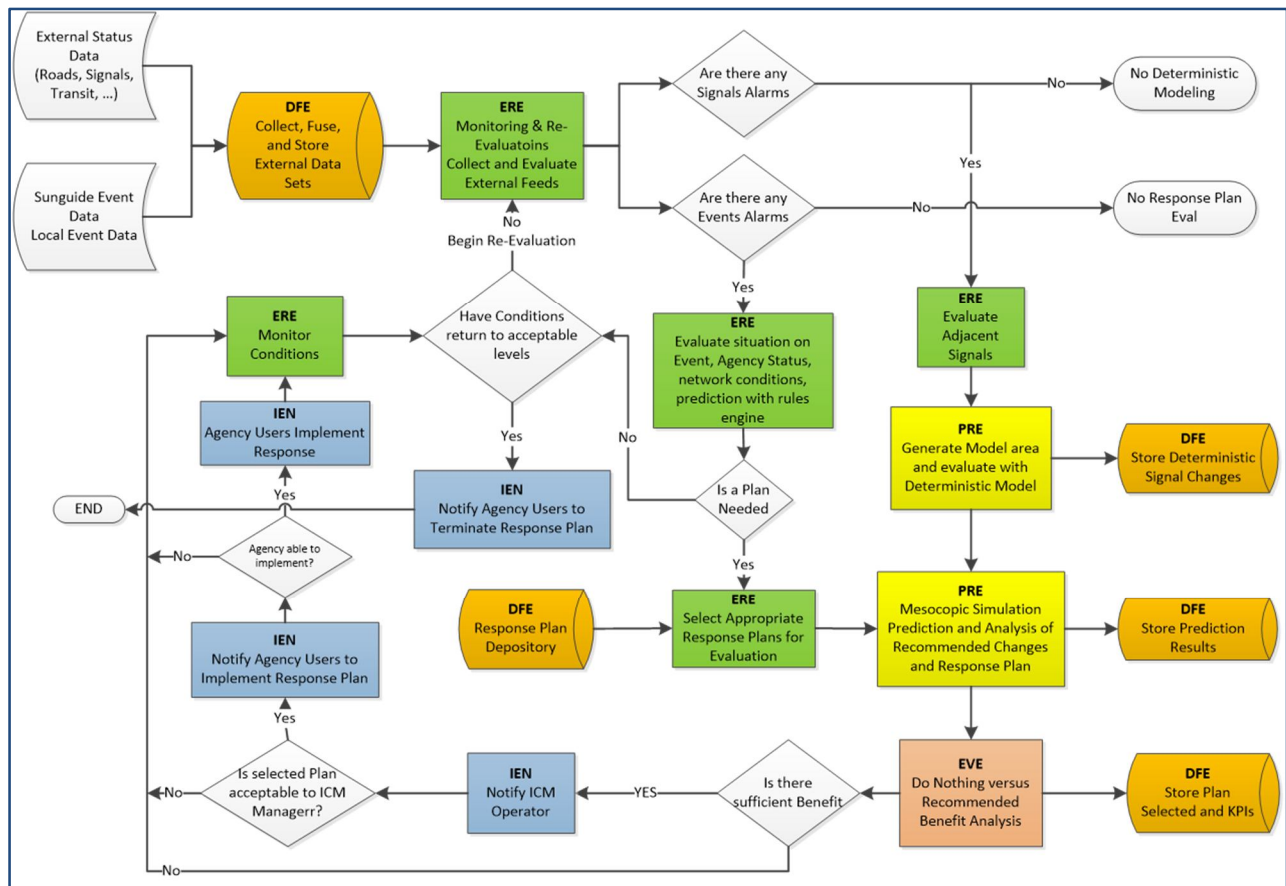 External Status
Data
(Roads, Signals,
Transit, ...)
Sunguide Event
Data
Local Event Data
DFE
Collect, Fuse,
and Store
External Data
Sets
ERE
Monitoring & Re-
Evaluatoins
Collect and Evaluate
External Feeds
Are there any
Signals Alarms
No
No Deterministic
Modeling
Yes
Are there any
Events Alarms
No
No Response Plan
Eval
Yes
No
Begin Re-Evaluation
ERE
Monitor
Conditions
Have Conditions
return to acceptable
levels
ERE
Evaluate situation on
Event, Agency Status,
network conditions,
prediction with rules
engine
ERE
Evaluate
Adjacent
Signals
IEN
Agency Users Implement
Response
Yes
No
PRE
Generate Model area
and evaluate with
Deterministic Model
DFE
Store Deterministic
Signal Changes
Yes
END
IEN
Notify Agency Users to
Terminate Response Plan
Is a Plan
Needed
No
Agency able to
implement?
Yes
IEN
Notify Agency Users to
Implement Response Plan
DFE
Response Plan
Depository
ERE
Select Appropriate
Response Plans for
Evaluation
PRE
Mesocopic Simulation
Prediction and Analysis of
Recommended Changes
and Response Plan
DFE
Store Prediction
Results
Yes
No
Is selected Plan
acceptable to ICM
Managerr?
IEN
Notify ICM
Operator
YES
Is there
sufficient Benefit
EVE
Do Nothing versus
Recommended
Benefit Analysis
DFE
Store Plan
Selected and KPIs
No